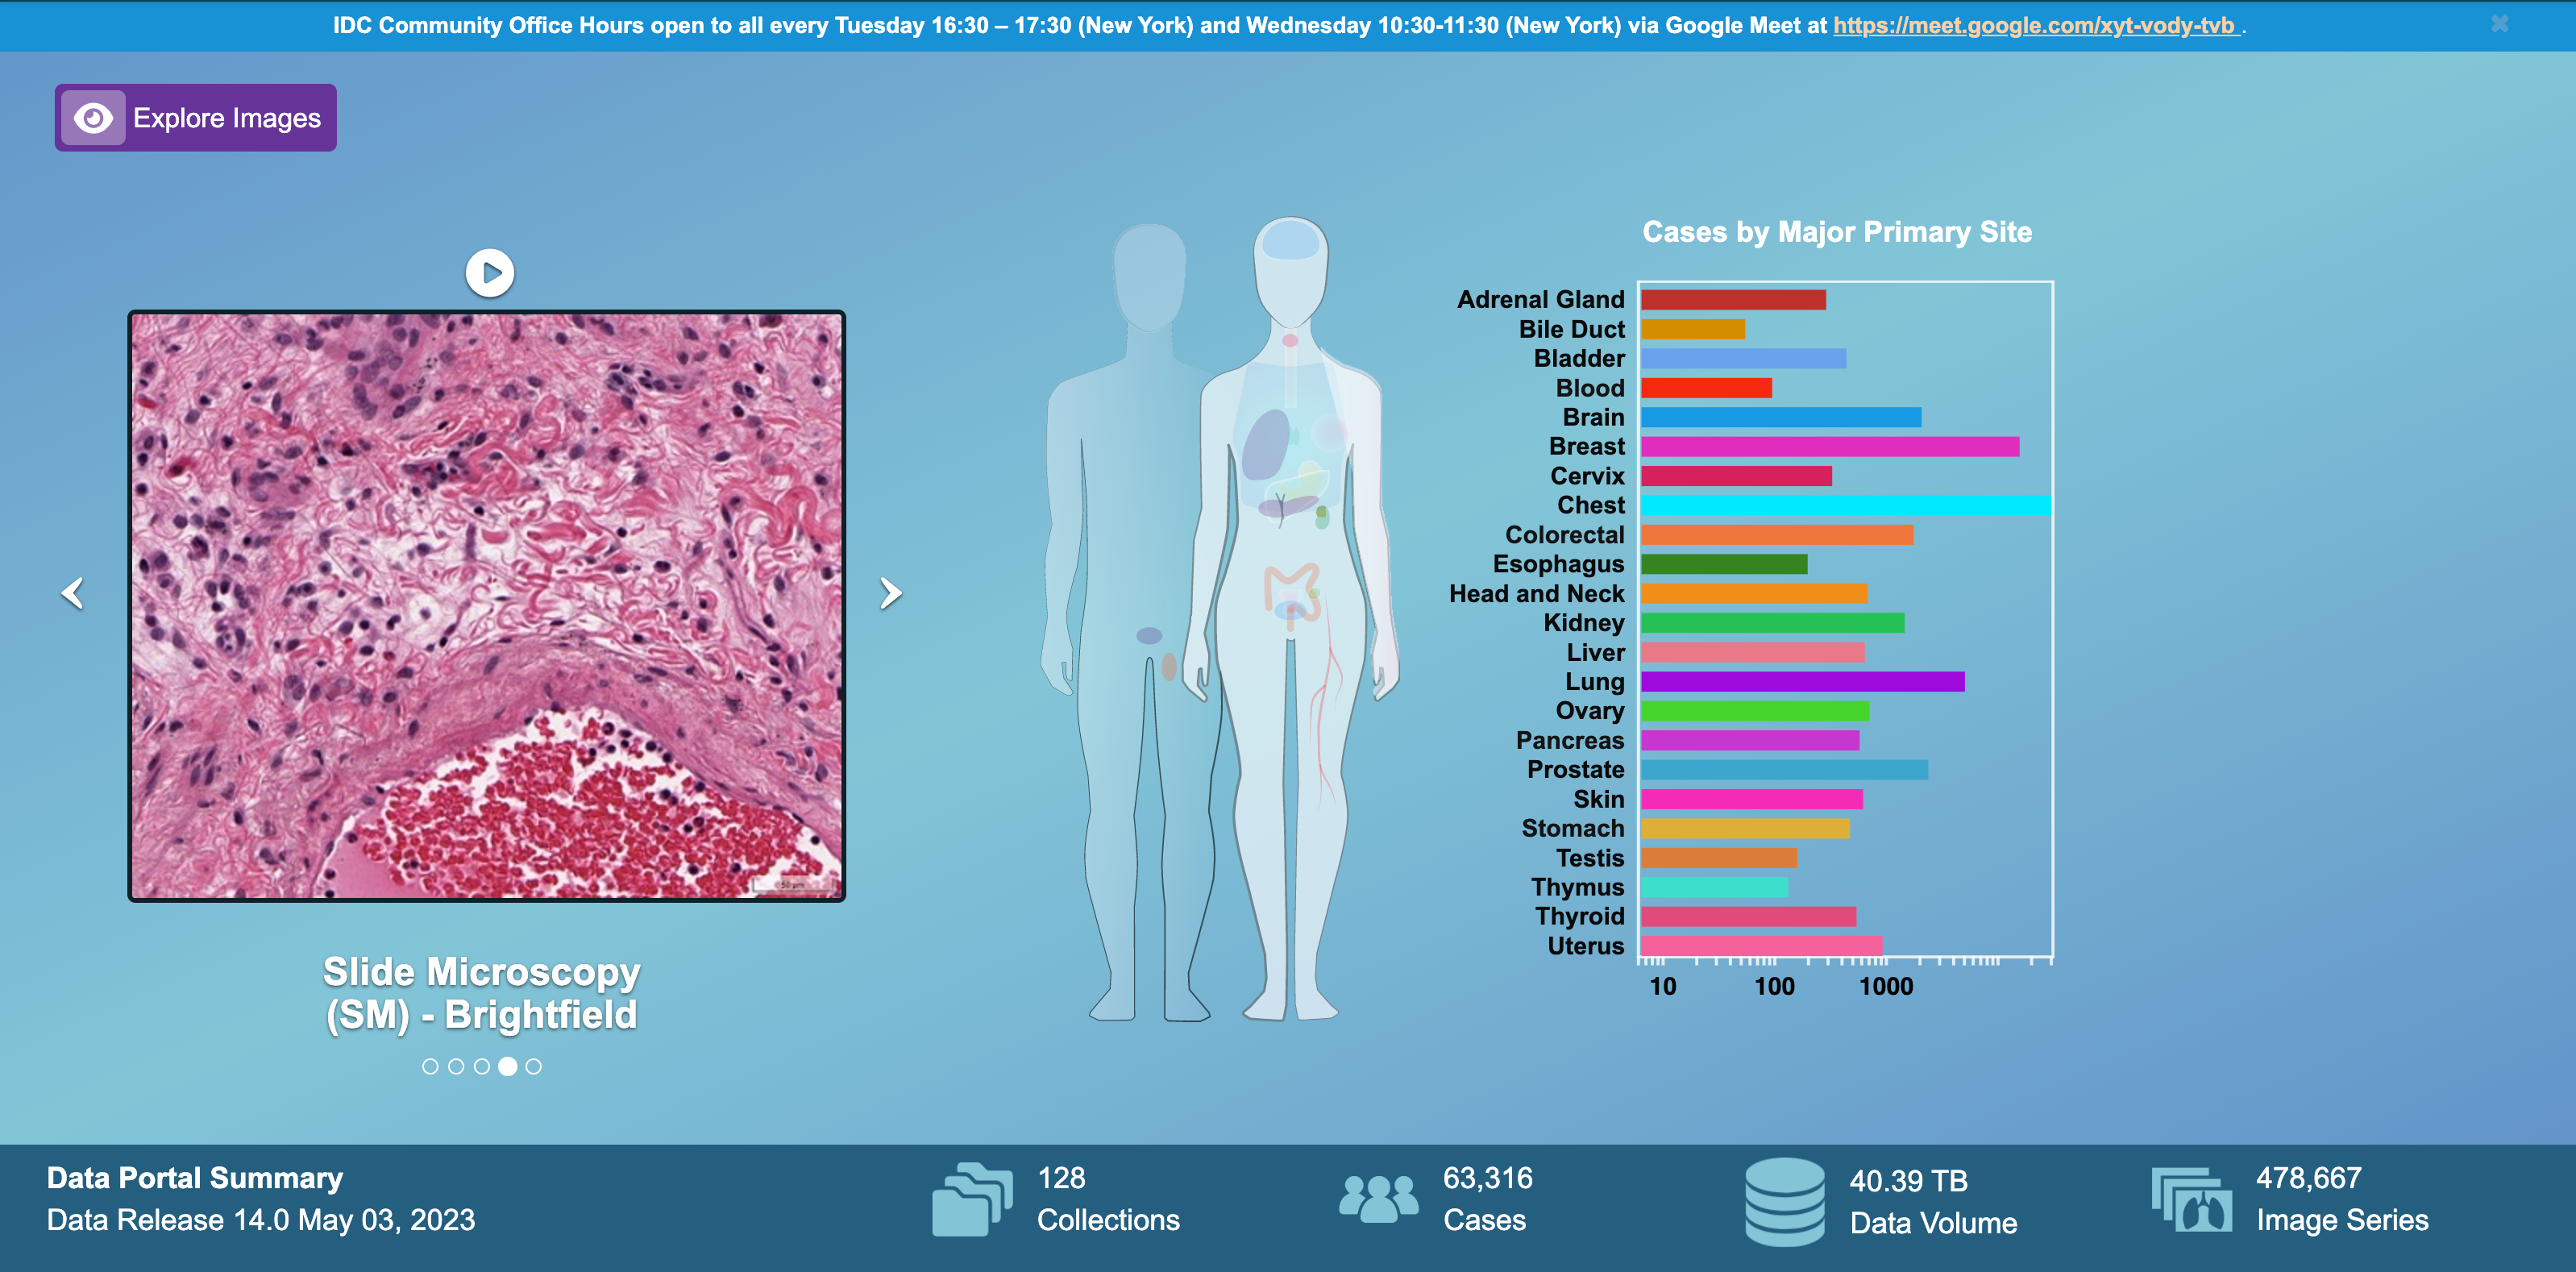 IDC Community Office Hours open to all every Tuesday 16:30 – 17:30 (New York) and Wednesday 10:30-11:30 (New York) via Google Meet at https://meet.google.com/xyt-vody-tvb .
Explore Images
Slide Microscopy
(SM) - Brightfield
50 µm
Cases by Major Primary Site
Adrenal Gland
Bile Duct
Bladder
Blood
Brain
Breast
Cervix
Chest
Colorectal
Esophagus
Head and Neck
Kidney
Liver
Lung
Ovary
Pancreas
Prostate
Skin
Stomach
Testis
Thymus
Thyroid
Uterus
10 100 1000
Data Portal Summary
Data Release 14.0 May 03, 2023
128
Collections
63,316
Cases
40.39 TB
Data Volume
478,667
Image Series